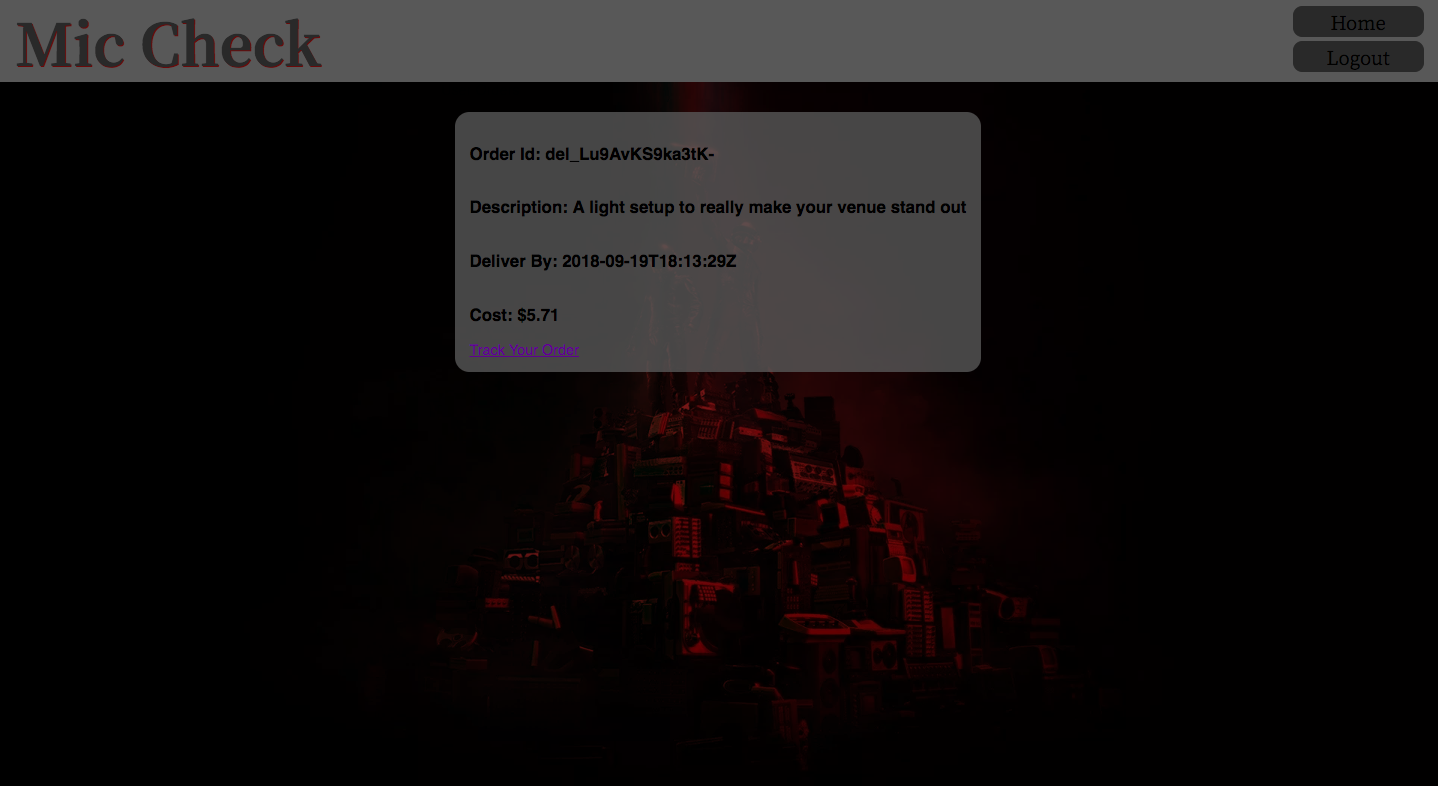 Mic Check
Home
Logout
Order Id: del_Lu9AvKS9ka3tK-
Description: A light setup to really make your venue stand out
Deliver By: 2018-09-19T18:13:29Z
Cost: $5.71
Track Your Order